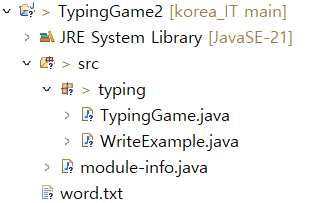 TypingGame2 [korea_IT main]
JRE System Library [JavaSE-21]
> src
> typing
> TypingGame.java
> WriteExample.java
> module-info.java
word.txt